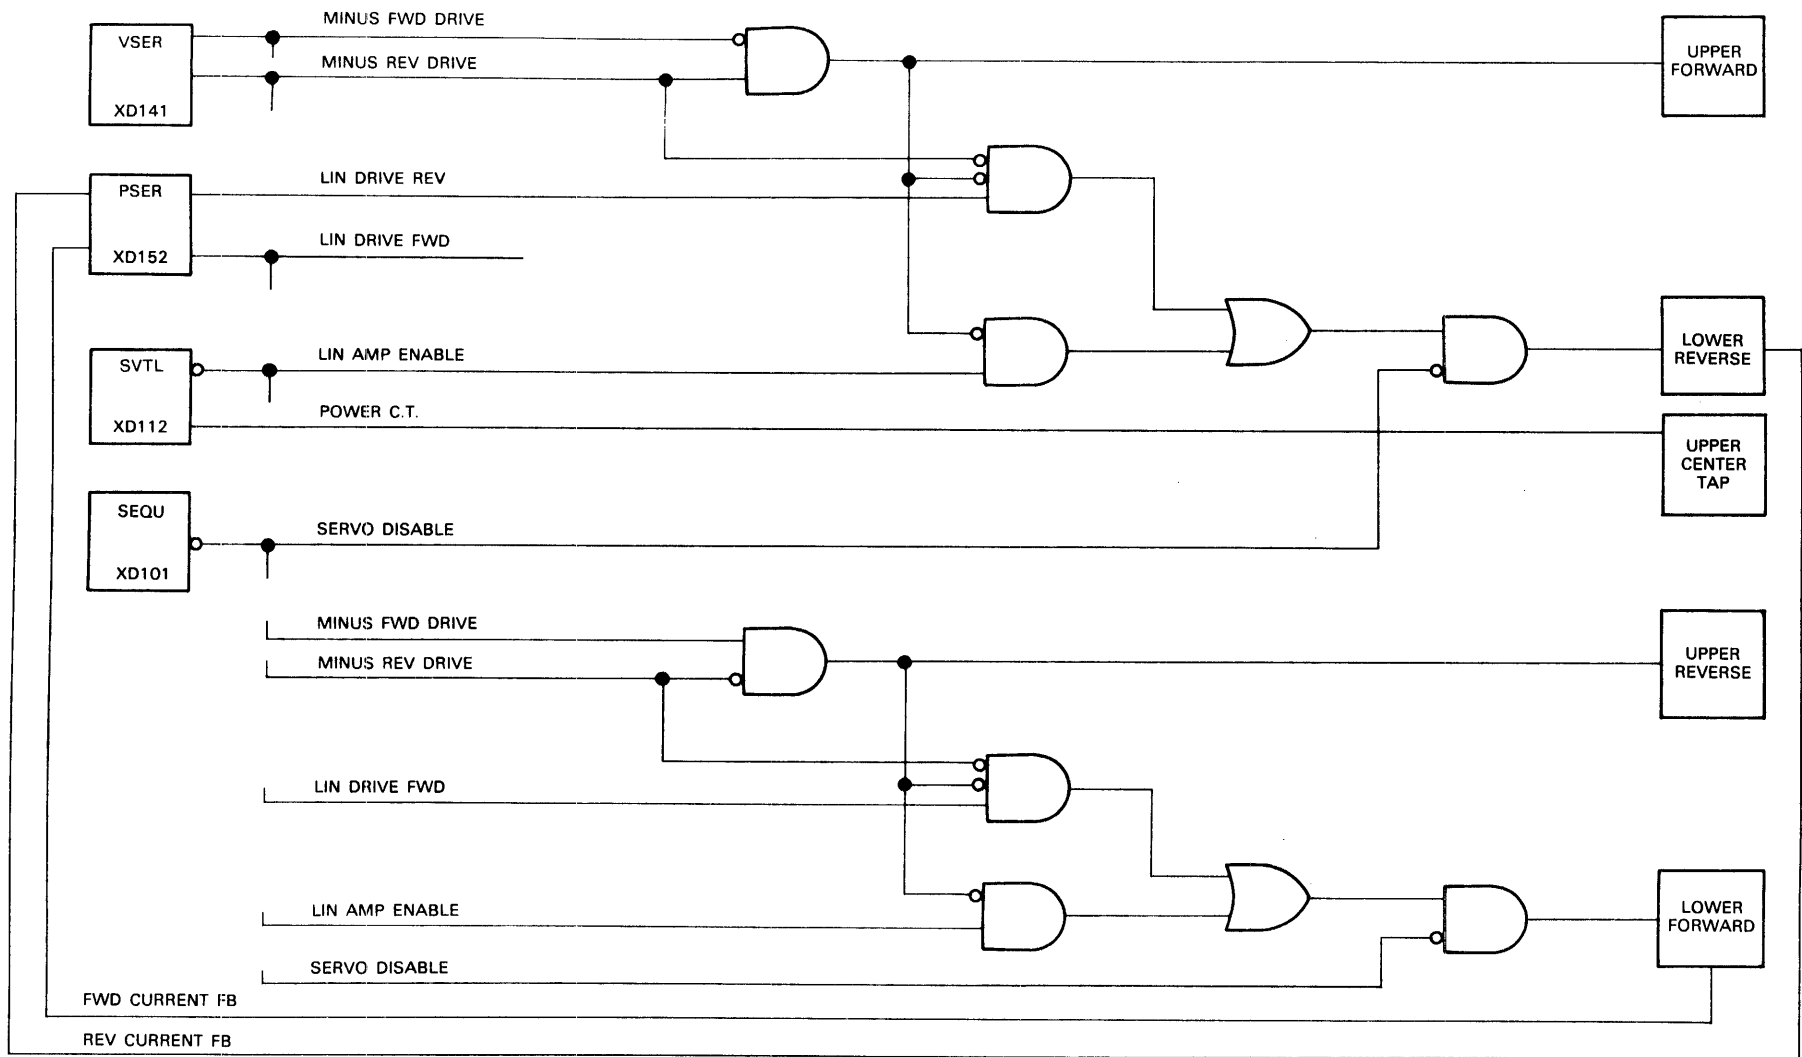 MINUS FWD DRIVE
VSER
MINUS REV DRIVE
XD141
UPPER
FORWARD
PSER
LIN DRIVE REV
XD152
LIN DRIVE FWD
SVTL
LIN AMP ENABLE
XD112
POWER C.T.
LOWER
REVERSE
UPPER
CENTER
TAP
SEQU
SERVO DISABLE
XD101
MINUS FWD DRIVE
MINUS REV DRIVE
UPPER
REVERSE
LIN DRIVE FWD
LIN AMP ENABLE
LOWER
FORWARD
SERVO DISABLE
FWD CURRENT FB
REV CURRENT FB